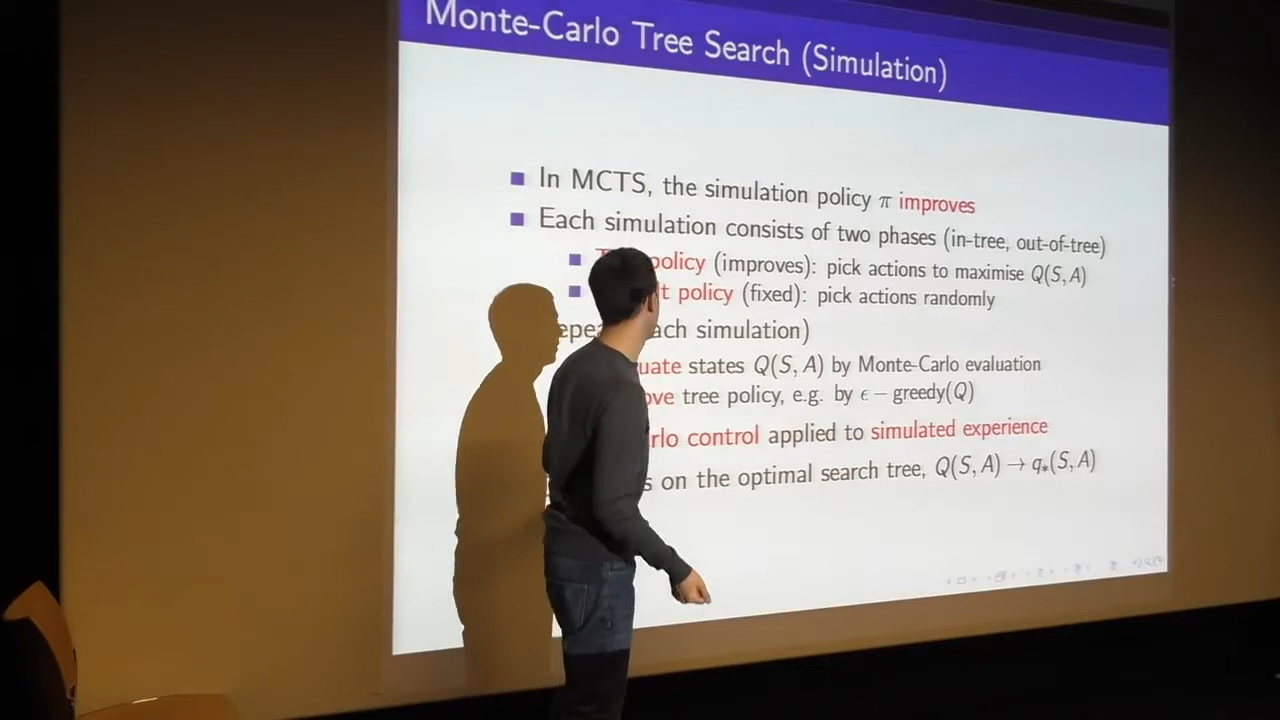 Monte-Carlo Tree Search (Simulation)
In MCTS, the simulation policy π improves
Each simulation consists of two phases (in-tree, out-of-tree)
policy (improves): pick actions to maximise Q(S, A)
policy (fixed): pick actions randomly
simulation)
states Q(S, A) by Monte-Carlo evaluation
tree policy, e.g. by ϵ − greedy(Q)
control applied to simulated experience
on the optimal search tree, Q(S, A) → q*(S, A)